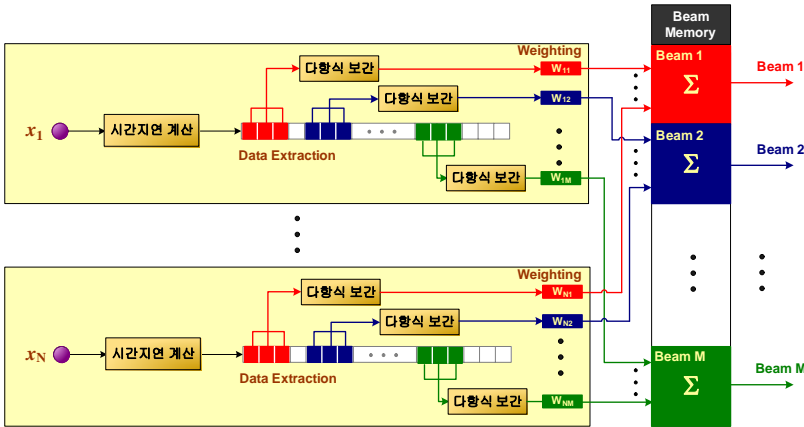 Beam
Memory
Weighting
다항식 보간
W11
Beam 1
Σ
Beam 1
다항식 보간
W12
x1
시간지연 계산
Data Extraction
Beam 2
Σ
Beam 2
다항식 보간
W1M
Weighting
다항식 보간
WN1
다항식 보간
WN2
xN
시간지연 계산
Data Extraction
Beam M
Σ
Beam M
다항식 보간
WNM